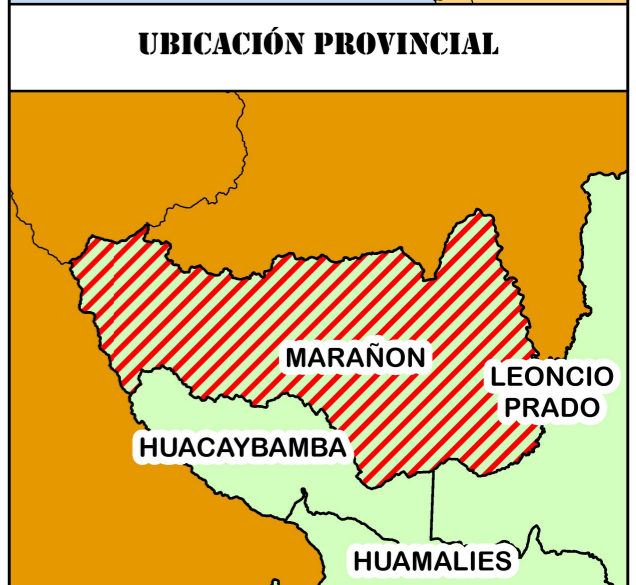 UBICACIÓN PROVINCIAL
MARAÑON
LEONCIO
PRADO
HUACAYBAMBA
HUAMALIES